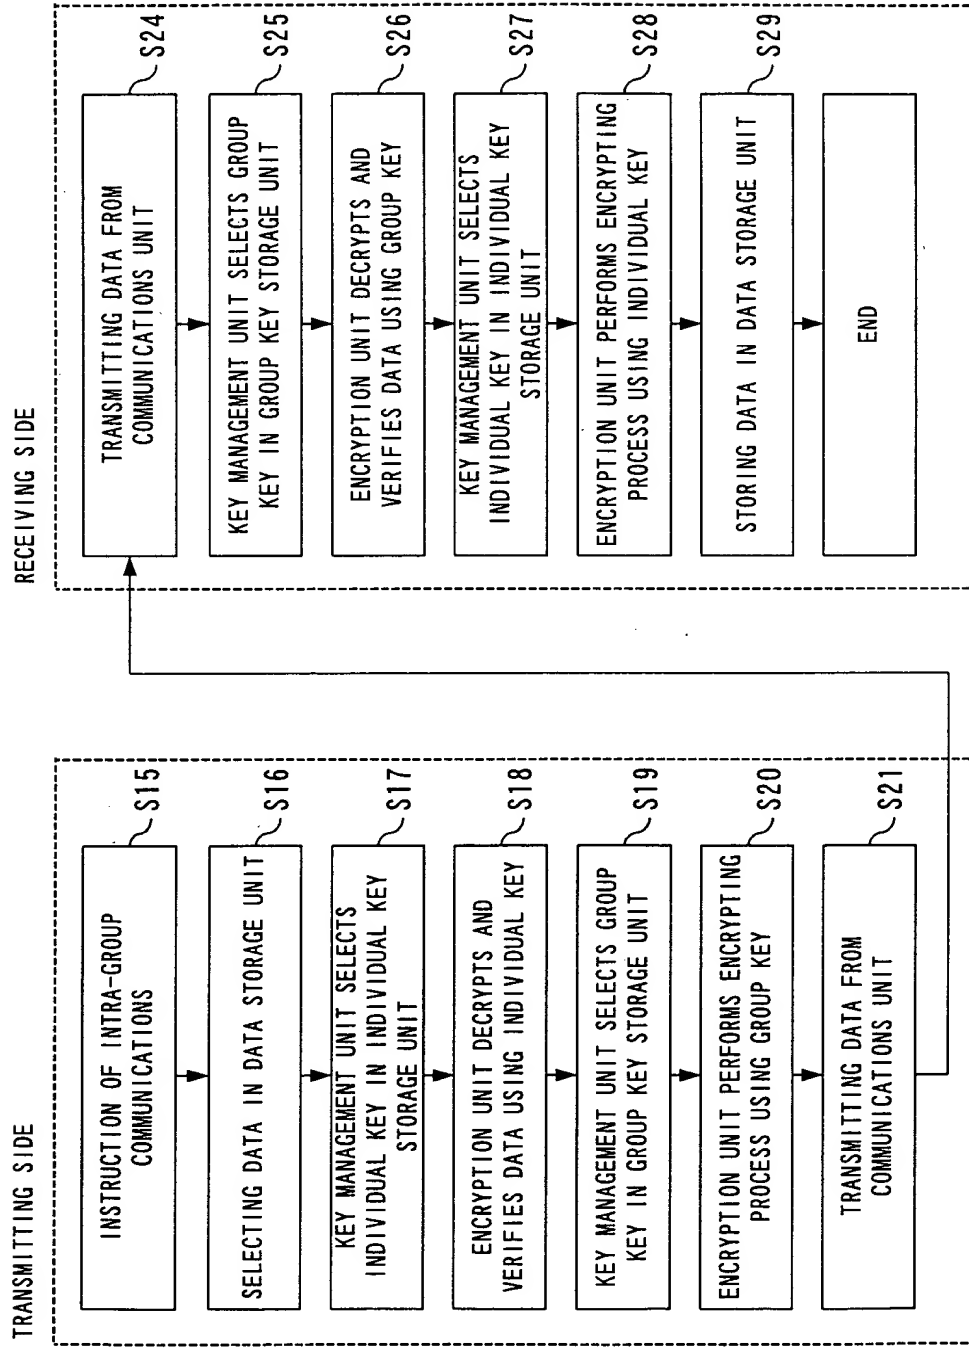 TRANSMITTING SIDE
INSTRUCTION OF INTRA-GROUP
COMMUNICATIONS
S15
SELECTING DATA IN DATA STORAGE UNIT
S16
KEY MANAGEMENT UNIT SELECTS
INDIVIDUAL KEY IN INDIVIDUAL KEY
STORAGE UNIT
S17
ENCRYPTION UNIT DECRYPTS AND
VERIFIES DATA USING INDIVIDUAL KEY
S18
KEY MANAGEMENT UNIT SELECTS GROUP
KEY IN GROUP KEY STORAGE UNIT
S19
ENCRYPTION UNIT PERFORMS ENCRYPTING
PROCESS USING GROUP KEY
S20
TRANSMITTING DATA FROM
COMMUNICATIONS UNIT
S21
RECEIVING SIDE
TRANSMITTING DATA FROM
COMMUNICATIONS UNIT
S24
KEY MANAGEMENT UNIT SELECTS GROUP
KEY IN GROUP KEY STORAGE UNIT
S25
ENCRYPTION UNIT DECRYPTS AND
VERIFIES DATA USING GROUP KEY
S26
KEY MANAGEMENT UNIT SELECTS
INDIVIDUAL KEY IN INDIVIDUAL KEY
STORAGE UNIT
S27
ENCRYPTION UNIT PERFORMS ENCRYPTING
PROCESS USING INDIVIDUAL KEY
S28
STORING DATA IN DATA STORAGE UNIT
S29
END